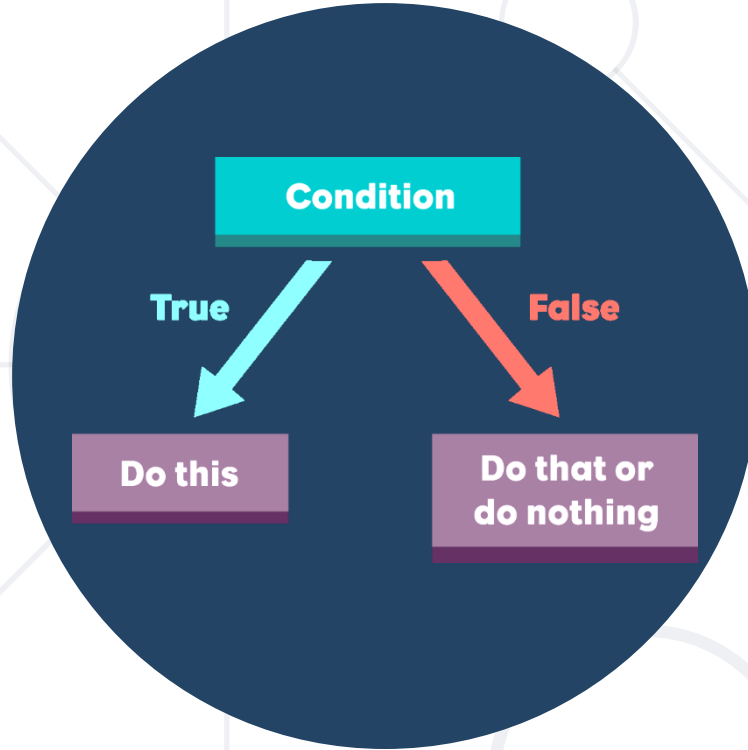 Condition
True
False
Do this
Do that or
do nothing